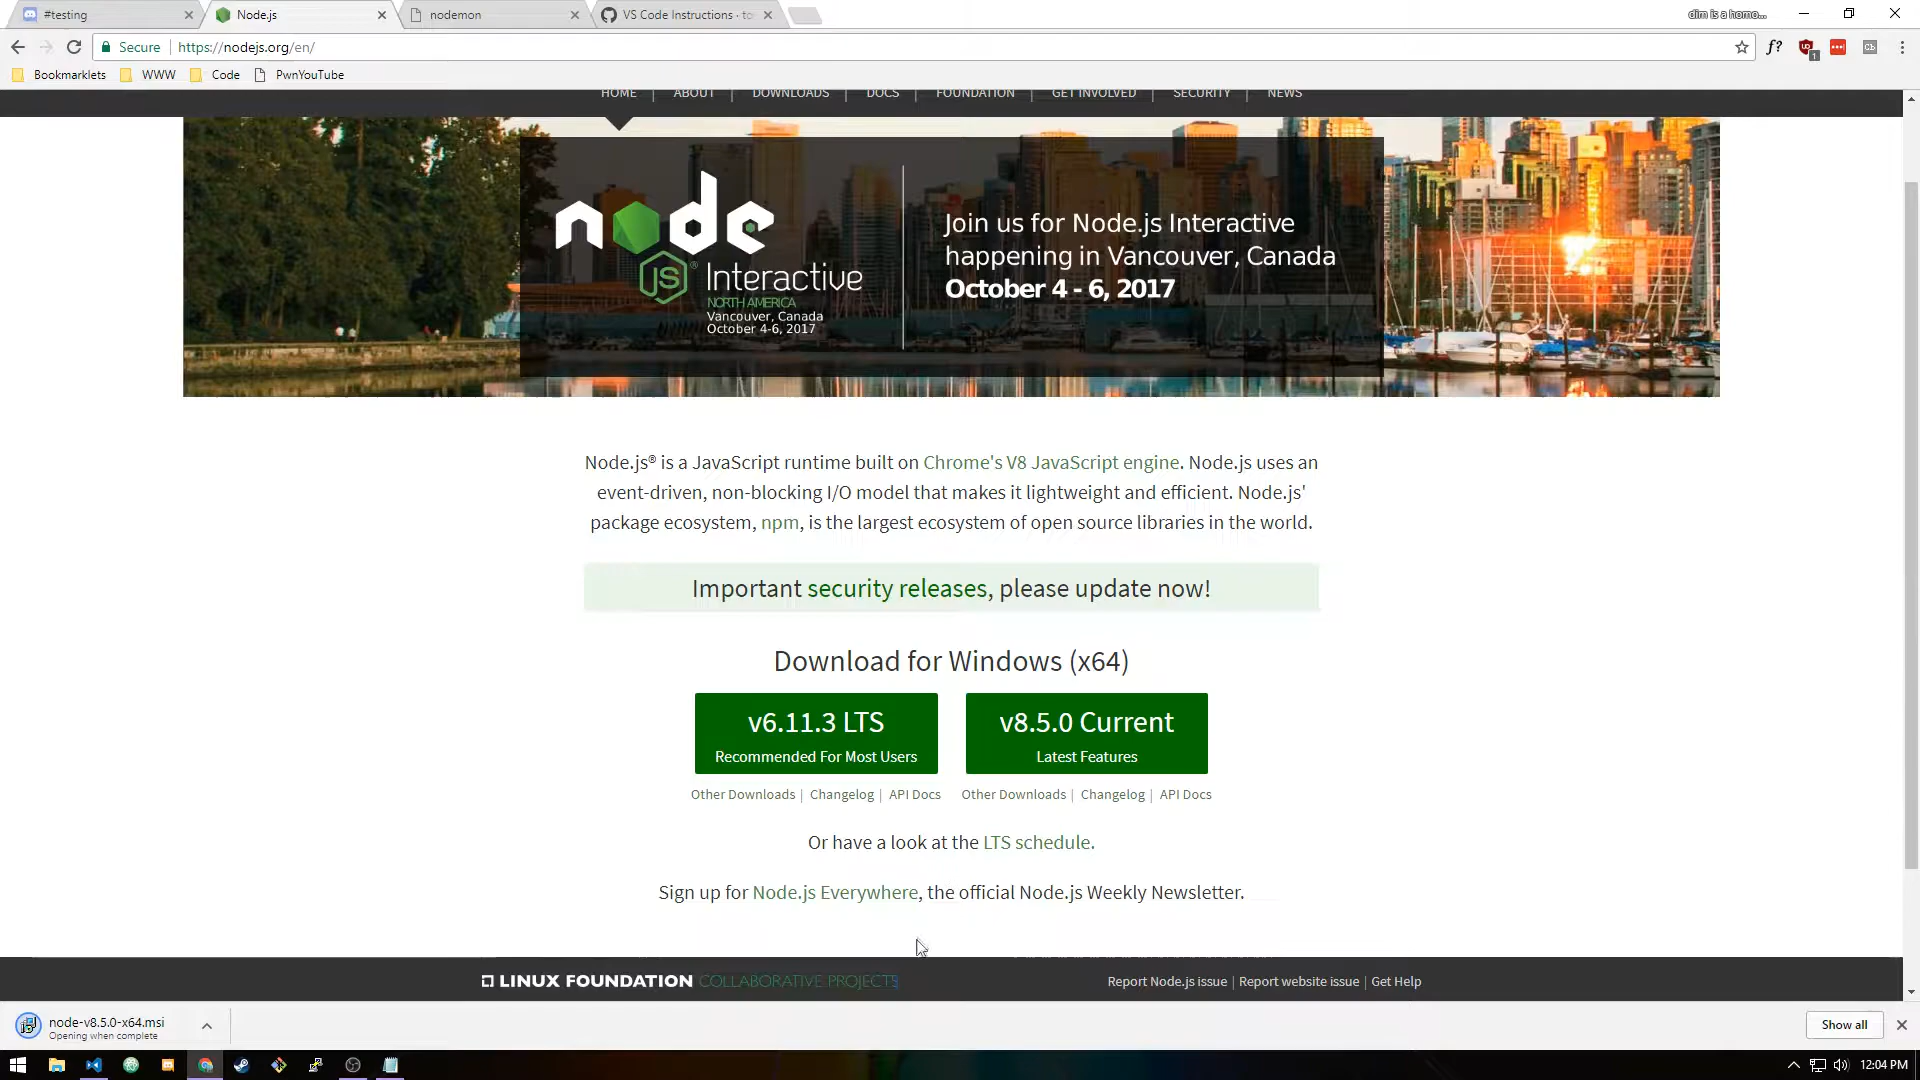 #testing
Node.js
nodemon
VS Code Instructions · to
dim is a homo...
Secure | https://nodejs.org/en/
f?
Bookmarklets
WWW
Code
PwnYouTube
HOME | ABOUT | DOWNLOADS | DOCS | FOUNDATION | GET INVOLVED | SECURITY | NEWS
node
JS ® Interactive
NORTH AMERICA
Vancouver, Canada
October 4-6, 2017
Join us for Node.js Interactive
happening in Vancouver, Canada
October 4 - 6, 2017
Node.js® is a JavaScript runtime built on Chrome's V8 JavaScript engine. Node.js uses an
event-driven, non-blocking I/O model that makes it lightweight and efficient. Node.js'
package ecosystem, npm, is the largest ecosystem of open source libraries in the world.
Important security releases, please update now!
Download for Windows (x64)
v6.11.3 LTS
Recommended For Most Users
v8.5.0 Current
Latest Features
Other Downloads | Changelog | API Docs
Other Downloads | Changelog | API Docs
Or have a look at the LTS schedule.
Sign up for Node.js Everywhere, the official Node.js Weekly Newsletter.
LINUX FOUNDATION COLLABORATIVE PROJECTS
Report Node.js issue | Report website issue | Get Help
node-v8.5.0-x64.msi
Opening when complete
Show all
12:04 PM